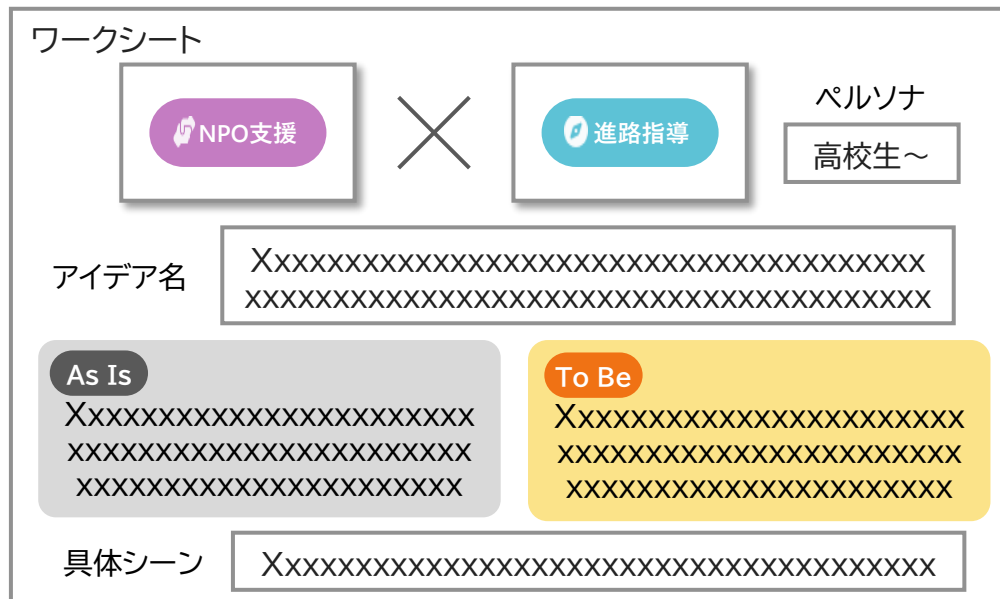 ワークシート
NPO支援
進路指導
ペルソナ
高校生～
アイデア名
Xxxxxxxxxxxxxxxxxxxxxxxxxxxxxxxxxxxxxx
xxxxxxxxxxxxxxxxxxxxxxxxxxxxxxxxxxxxxxx
As Is
Xxxxxxxxxxxxxxxxxxxxxxx
xxxxxxxxxxxxxxxxxxxxxxx
xxxxxxxxxxxxxxxxxxxxxx
To Be
Xxxxxxxxxxxxxxxxxxxxxxx
xxxxxxxxxxxxxxxxxxxxxxx
xxxxxxxxxxxxxxxxxxxxxx
具体シーン
Xxxxxxxxxxxxxxxxxxxxxxxxxxxxxxxxxxxxxx